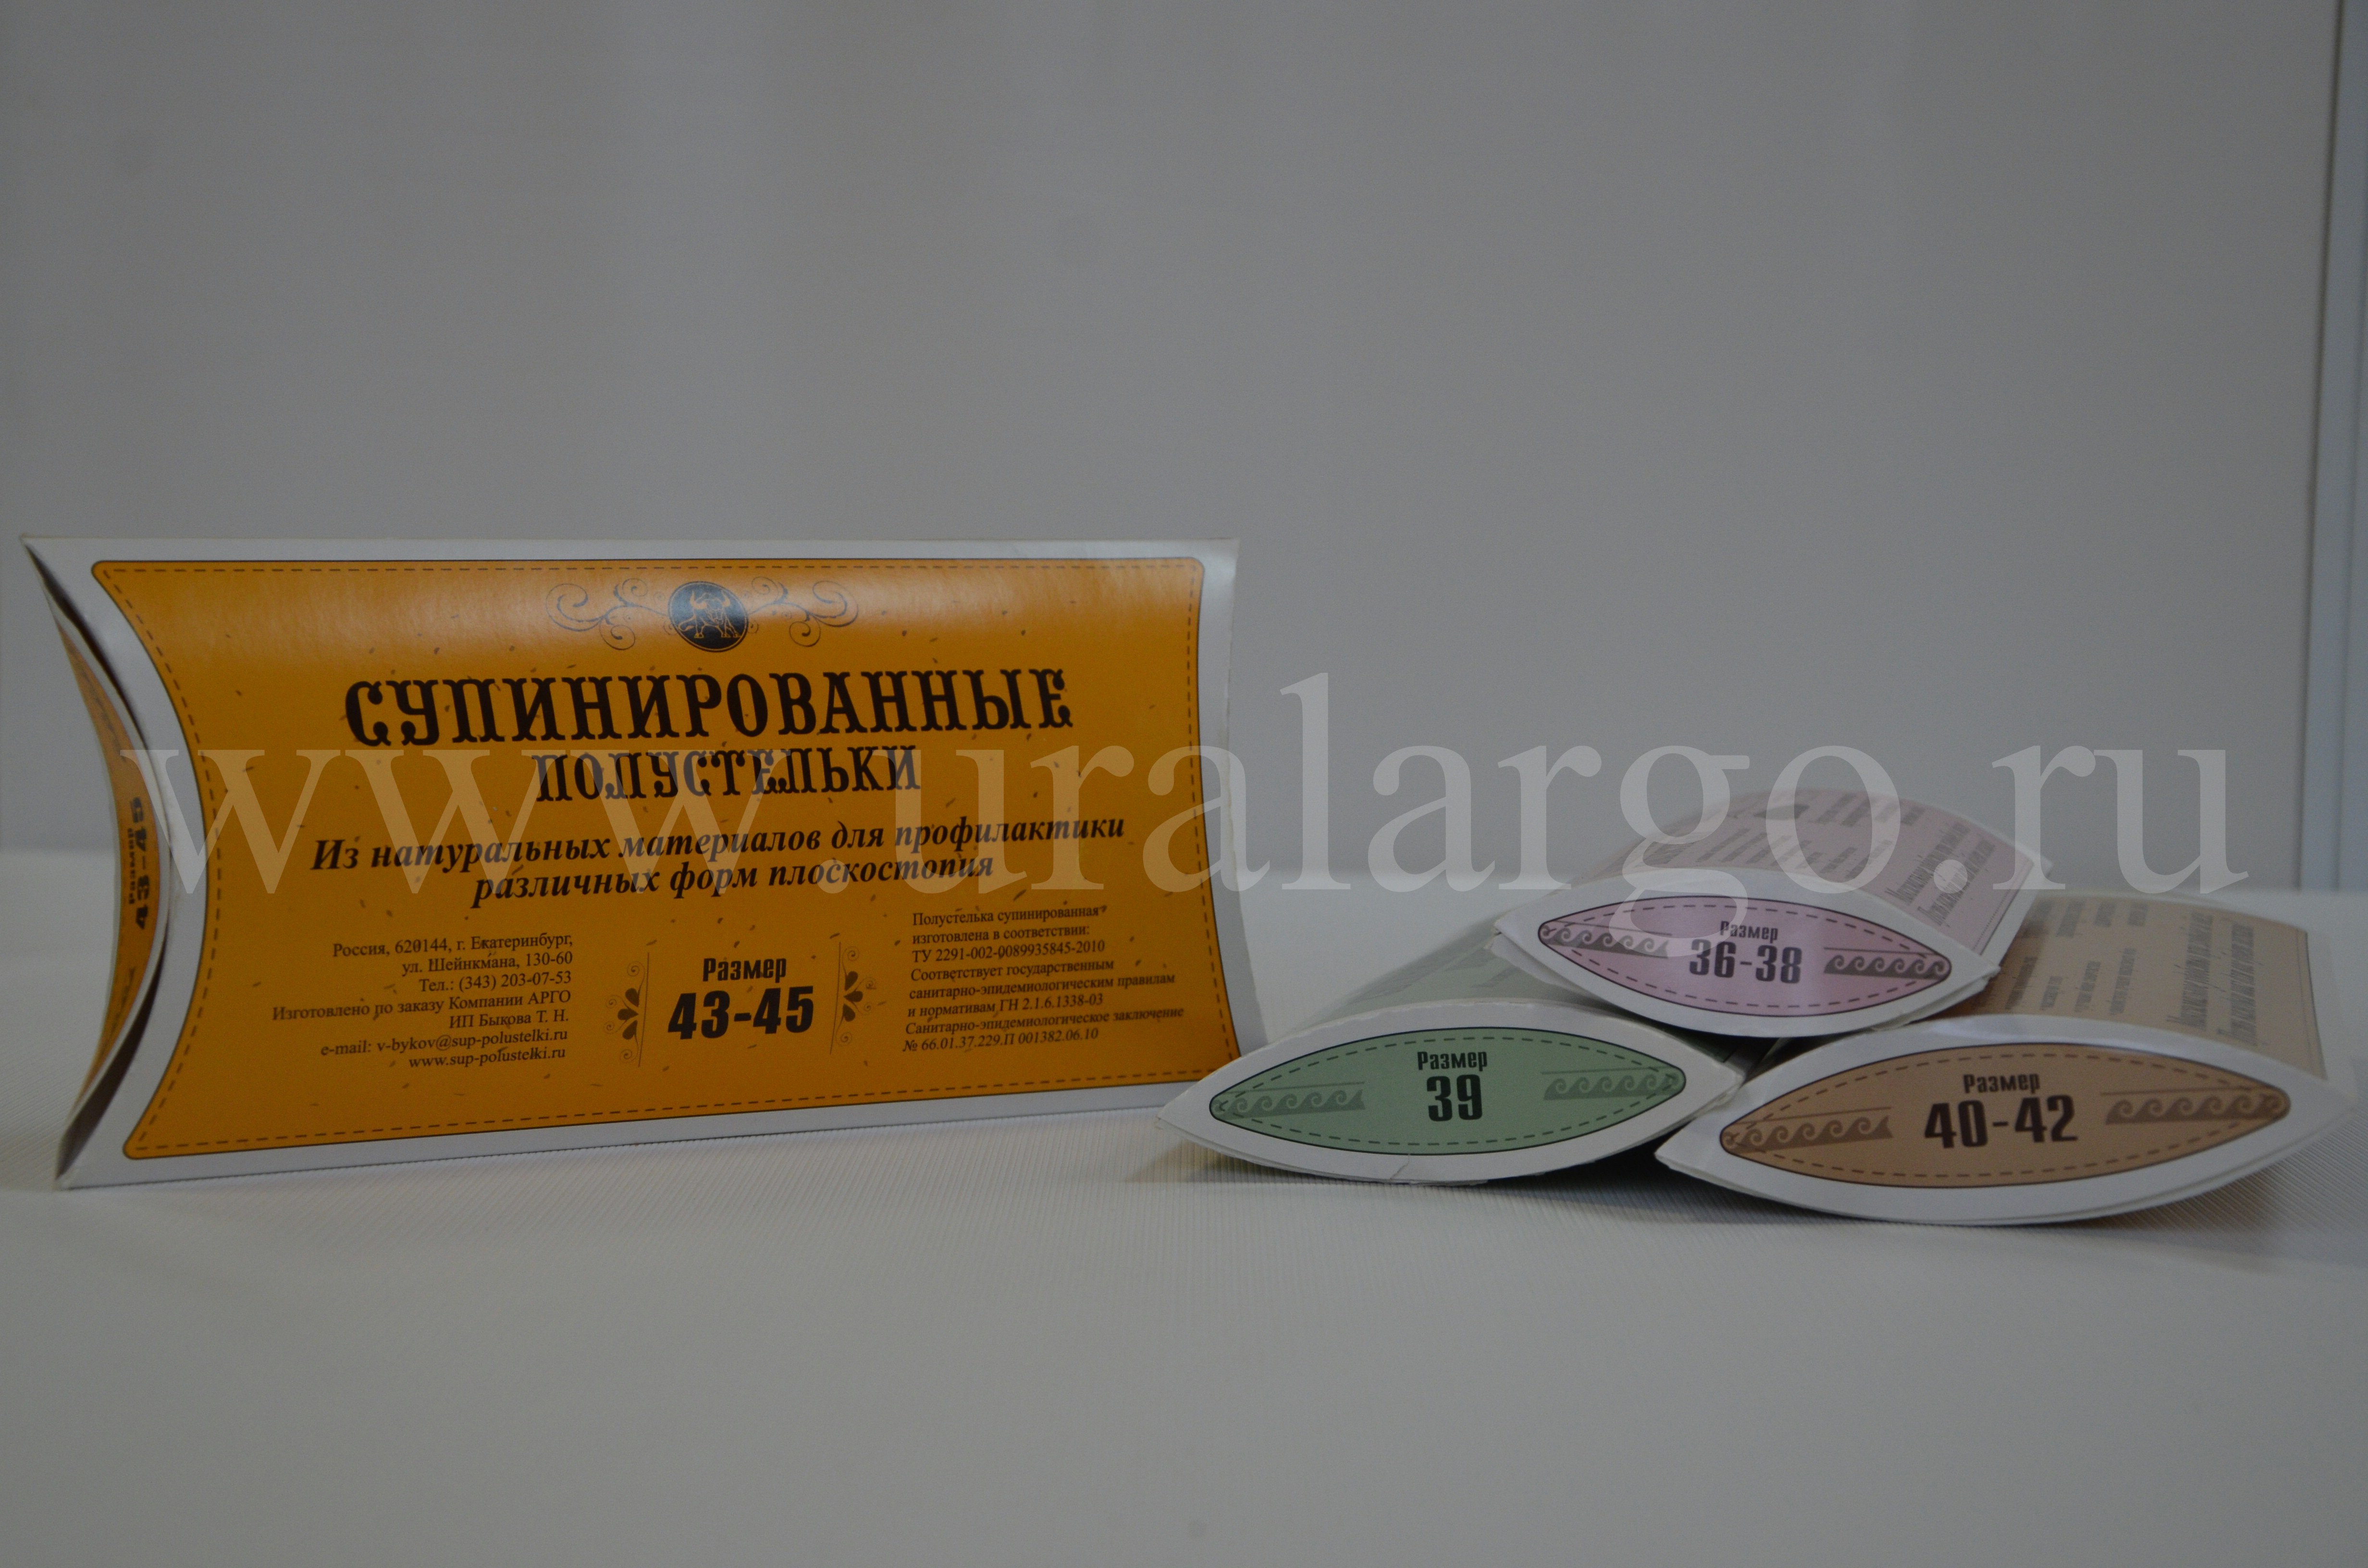 СУПИНИРОВАННЫЕ
ПОЛУСТЕЛЬКИ
Из натуральных материалов для профилактики
различных форм плоскостопия
Россия, 620144, г. Екатеринбург,
ул. Шейнкмана, 130-60
Тел.: (343) 203-07-53
Изготовлено по заказу Компании АРГО
ИП Быкова Т. Н.
e-mail: v-bykov@sup-polustelki.ru
www.sup-polustelki.ru
Размер
43-45
Полустелька супинированная
изготовлена в соответствии:
ТУ 2291-002-0089935845-2010
Соответствует государственным
санитарно-эпидемиологическим правилам
и нормативам ГН 2.1.6.1338-03
Санитарно-эпидемиологическое заключение
№ 66.01.37.229.П 001382.06.10
Размер
43-45
www.uralargo.ru
Размер
36-38
Размер
39
Размер
40-42